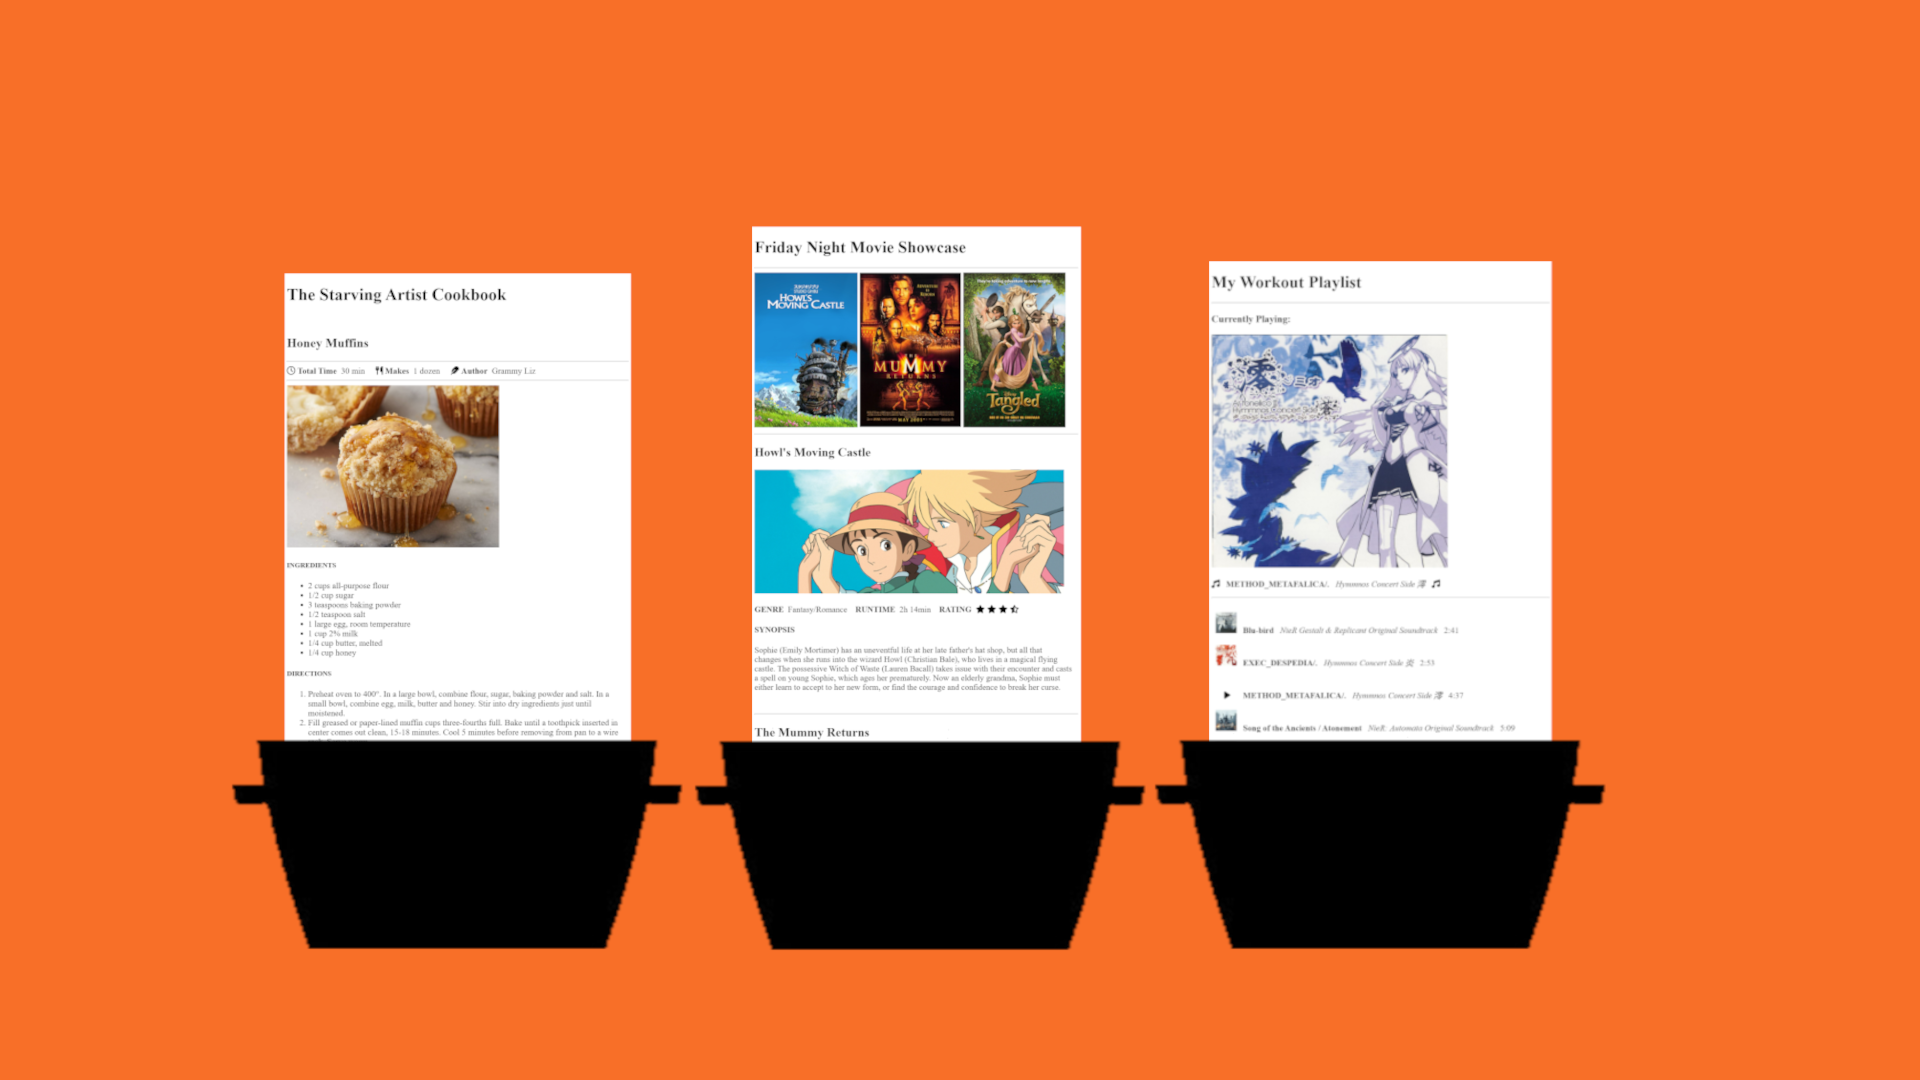 The Starving Artist Cookbook
Honey Muffins
Total Time 30 min Makes 1 dozen Author Grammy Liz
INGREDIENTS
• 2 cups all-purpose flour
• 1/2 cup sugar
• 3 teaspoons baking powder
• 1/2 teaspoon salt
• 1 large egg, room temperature
• 1 cup 2% milk
• 1/4 cup butter, melted
• 1/4 cup honey
DIRECTIONS
1. Preheat oven to 400°. In a large bowl, combine flour, sugar, baking powder and salt. In a
small bowl, combine egg, milk, butter and honey. Stir into dry ingredients just until
moistened.
2. Fill greased or paper-lined muffin cups three-fourths full. Bake until a toothpick inserted in
center comes out clean, 15-18 minutes. Cool 5 minutes before removing from pan to a wire
Friday Night Movie Showcase
HOWL'S
MOVING CASTLE
THE
MUMMY
RETURNS
MAY 2001
Disney
Tangled
Howl's Moving Castle
GENRE Fantasy/Romance RUNTIME 2h 14min RATING ★ ★ ★
SYNOPSIS
Sophie (Emily Mortimer) has an uneventful life at her late father's hat shop, but all that
changes when she runs into the wizard Howl (Christian Bale), who lives in a magical flying
castle. The possessive Witch of Waste (Lauren Bacall) takes issue with their encounter and casts
a spell on young Sophie, which ages her prematurely. Now an elderly grandma, Sophie must
either learn to accept to her new form, or find the courage and confidence to break her curse.
The Mummy Returns
My Workout Playlist
Currently Playing:
METHOD_METAFALICA/. Hymmnos Concert Side 澪
Blu-bird NieR Gestalt & Replicant Original Soundtrack 2:41
EXEC_DESPEDIA/. Hymmnos Concert Side 炎 2:53
METHOD_METAFALICA/. Hymmnos Concert Side 澪 4:37
Song of the Ancients / Atonement NieR: Automata Original Soundtrack 5:09